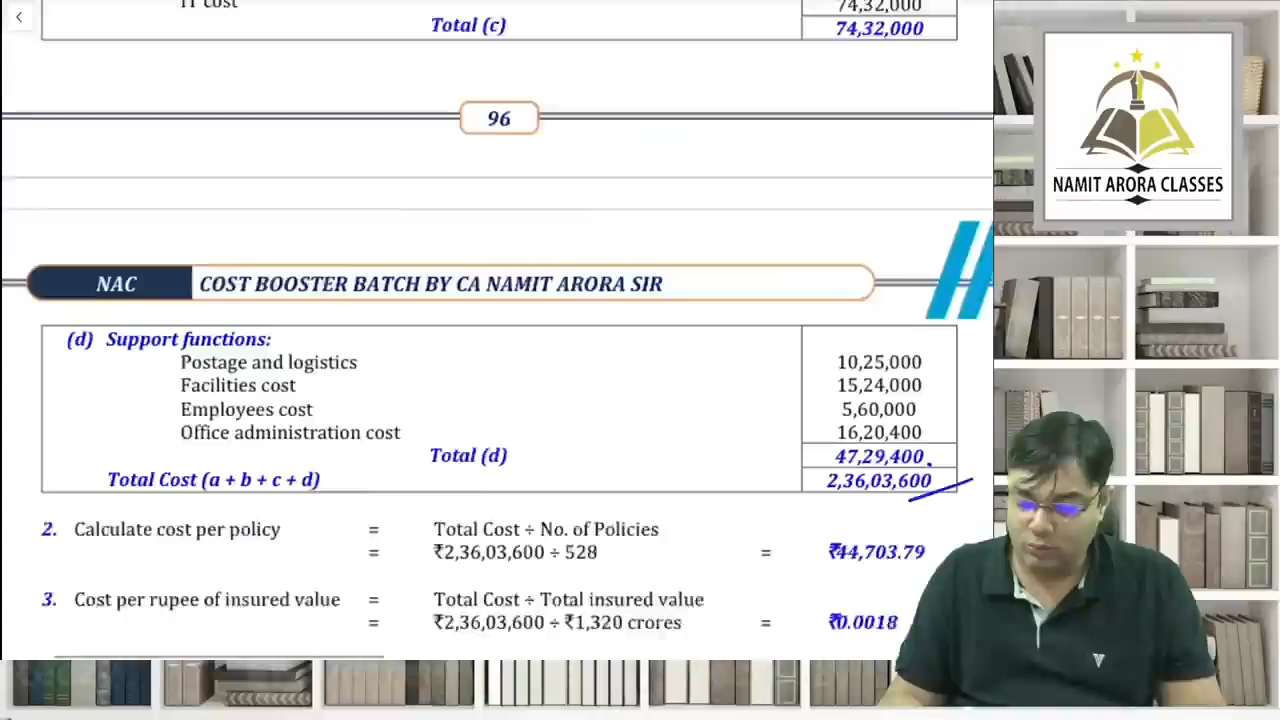 IT cost 74,32,000
Total (c) 74,32,000
96
NAMIT ARORA CLASSES
NAC COST BOOSTER BATCH BY CA NAMIT ARORA SIR
(d) Support functions:
Postage and logistics 10,25,000
Facilities cost 15,24,000
Employees cost 5,60,000
Office administration cost 16,20,400
Total (d) 47,29,400
Total Cost (a + b + c + d) 2,36,03,600
2. Calculate cost per policy = Total Cost ÷ No. of Policies
= ₹2,36,03,600 ÷ 528 = ₹44,703.79
3. Cost per rupee of insured value = Total Cost ÷ Total insured value
= ₹2,36,03,600 ÷ ₹1,320 crores = ₹0.0018